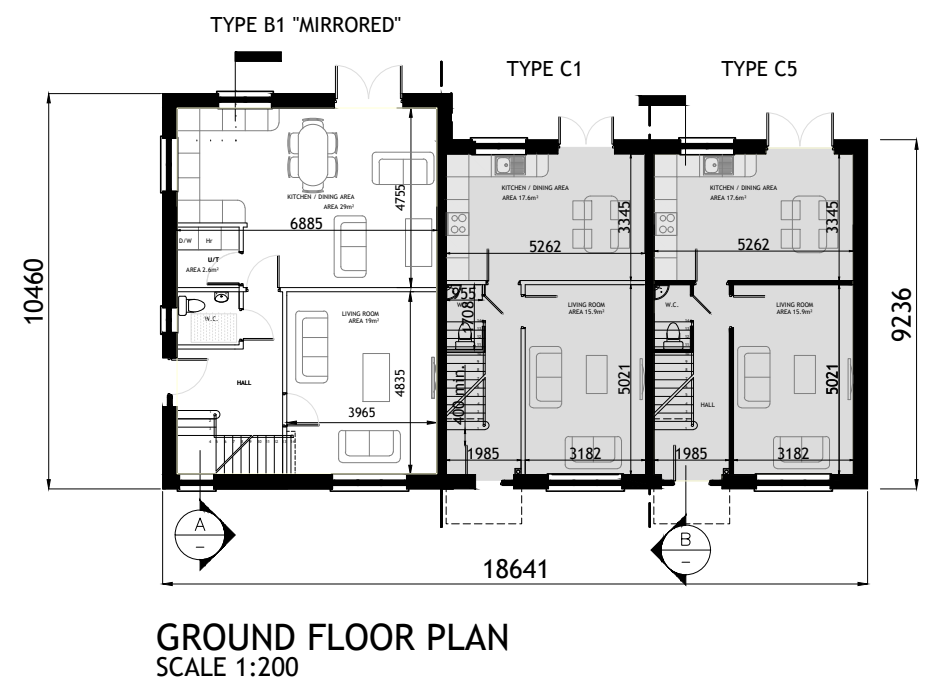 TYPE B1 "MIRRORED"
TYPE C1
TYPE C5
KITCHEN / DINING AREA
AREA 29m²
4755
6885
D/W Hr
U/T
AREA 2.6m²
W.C.
HALL
LIVING ROOM
AREA 19m²
4835
3965
10460
KITCHEN / DINING AREA
AREA 17.6m²
3345
5262
955
1708
LIVING ROOM
AREA 15.9m²
5021
400 min.
1985
3182
KITCHEN / DINING AREA
AREA 17.6m²
3345
5262
W.C.
LIVING ROOM
AREA 15.9m²
5021
HALL
1985
3182
9236
A
–
B
–
18641
GROUND FLOOR PLAN
SCALE 1:200